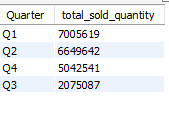 Quarter total_sold_quantity
Q1 7005619
Q2 6649642
Q4 5042541
Q3 2075087